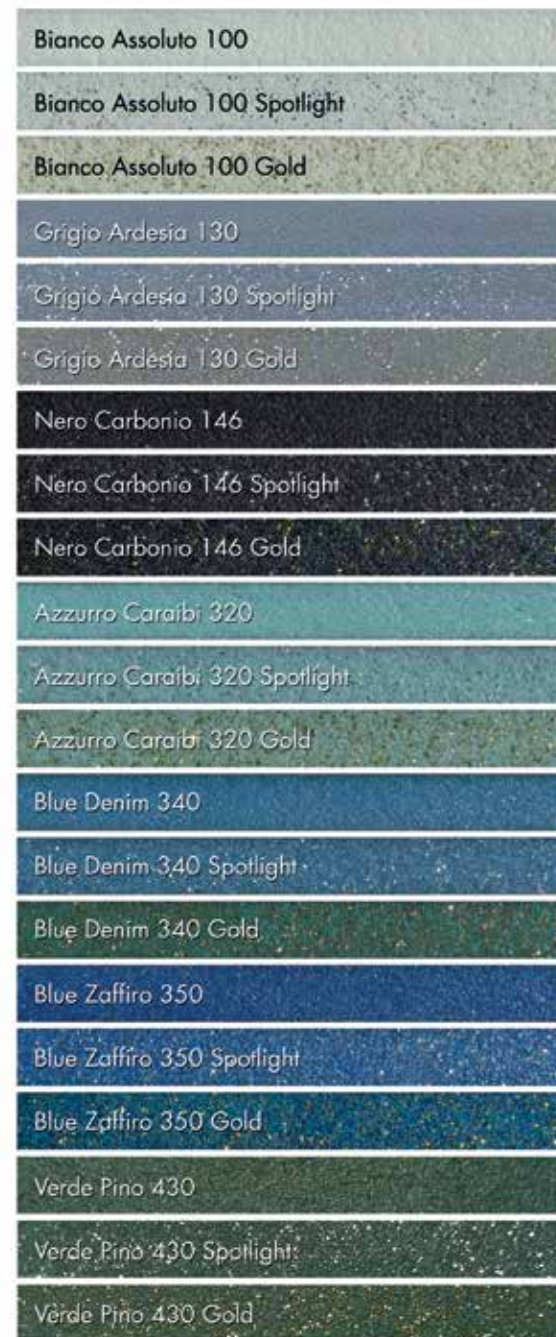 Bianco Assoluto 100
Bianco Assoluto 100 Spotlight
Bianco Assoluto 100 Gold
Grigio Ardesia 130
Grigio Ardesia 130 Spotlight
Grigio Ardesia 130 Gold
Nero Carbonio 146
Nero Carbonio 146 Spotlight
Nero Carbonio 146 Gold
Azzurro Caraibi 320
Azzurro Caraibi 320 Spotlight
Azzurro Caraibi 320 Gold
Blue Denim 340
Blue Denim 340 Spotlight
Blue Denim 340 Gold
Blue Zaffiro 350
Blue Zaffiro 350 Spotlight
Blue Zaffiro 350 Gold
Verde Pino 430
Verde Pino 430 Spotlight
Verde Pino 430 Gold